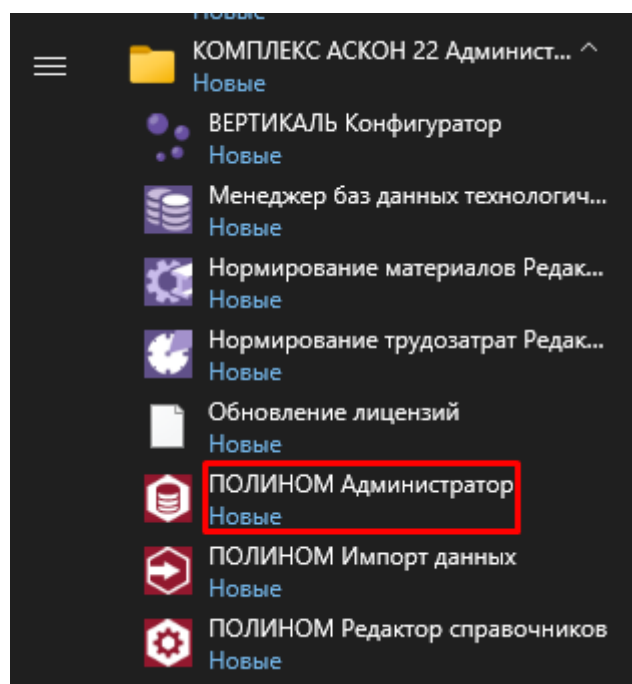 Новые
КОМПЛЕКС АСКОН 22 Админист...
Новые
ВЕРТИКАЛЬ Конфигуратор
Новые
Менеджер баз данных технологич...
Новые
Нормирование материалов Редак...
Новые
Нормирование трудозатрат Редак...
Новые
Обновление лицензий
Новые
ПОЛИНОМ Администратор
Новые
ПОЛИНОМ Импорт данных
Новые
ПОЛИНОМ Редактор справочников
Новые